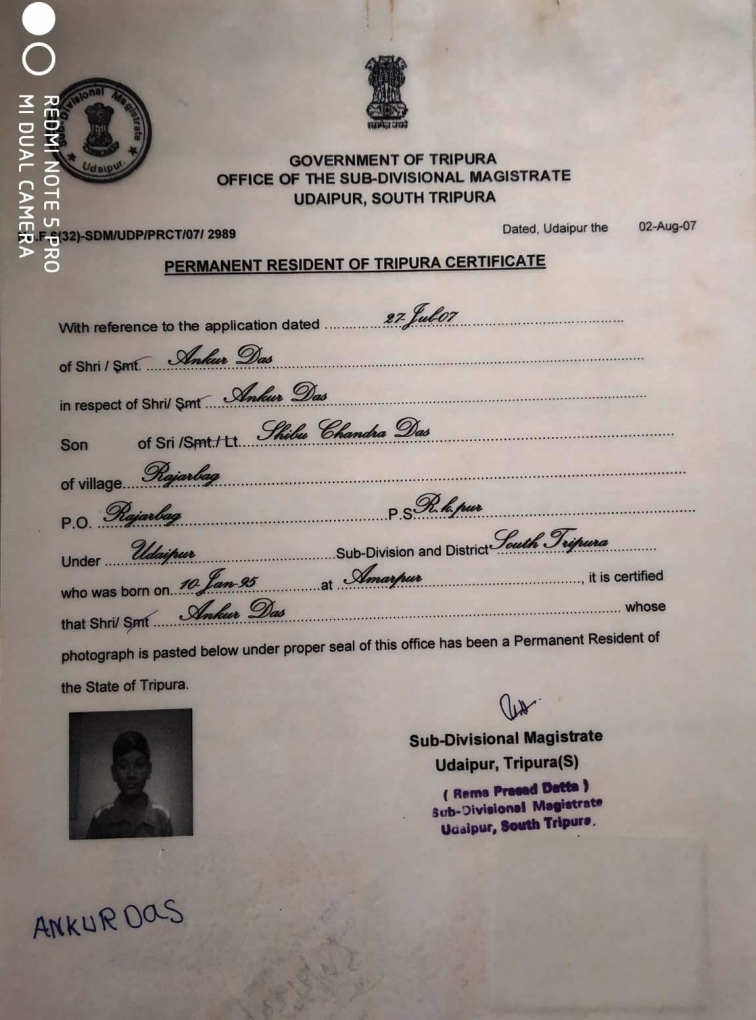 REDMI NOTE 5 PRO
MI DUAL CAMERA
Sub-Divisional Magistrate
★ Udaipur. ★
GOVERNMENT OF TRIPURA
OFFICE OF THE SUB-DIVISIONAL MAGISTRATE
UDAIPUR, SOUTH TRIPURA
(32)-SDM/UDP/PRCT/07/ 2989 Dated, Udaipur the 02-Aug-07
PERMANENT RESIDENT OF TRIPURA CERTIFICATE
With reference to the application dated 27-Jul-07
of Shri / Smt. Ankur Das
in respect of Shri/ Smt Ankur Das
Son of Sri /Smt./ Lt. Shibu Chandra Das
of village Rajarbag
P.O. Rajarbag P.S R.k.pur
Under Udaipur Sub-Division and District South Tripura
who was born on 10-Jan-95 at Amarpur, it is certified
that Shri/ Smt Ankur Das whose
photograph is pasted below under proper seal of this office has been a Permanent Resident of
the State of Tripura.
Sub-Divisional Magistrate
Udaipur, Tripura(S)
( Rama Prasad Datta )
Sub-Divisional Magistrate
Udaipur, South Tripura.
ANKUR DaS